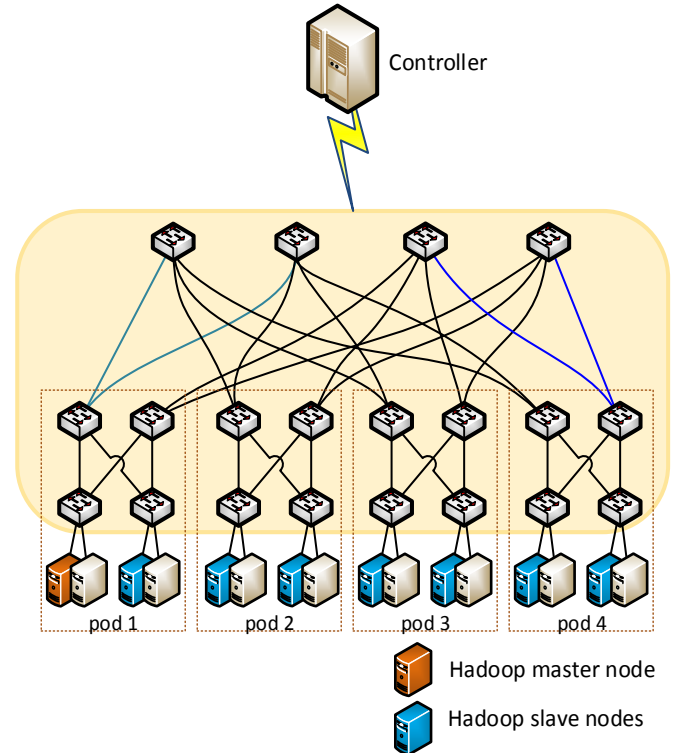 Controller
pod 1
pod 2
pod 3
pod 4
Hadoop master node
Hadoop slave nodes